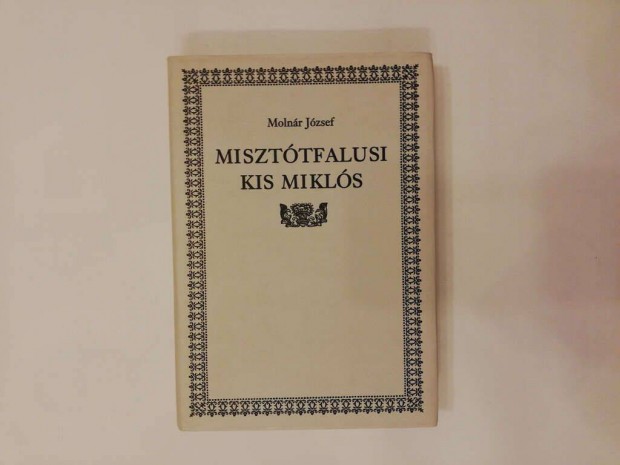 Molnár József
MISZTÓTFALUSI
KIS MIKLÓS